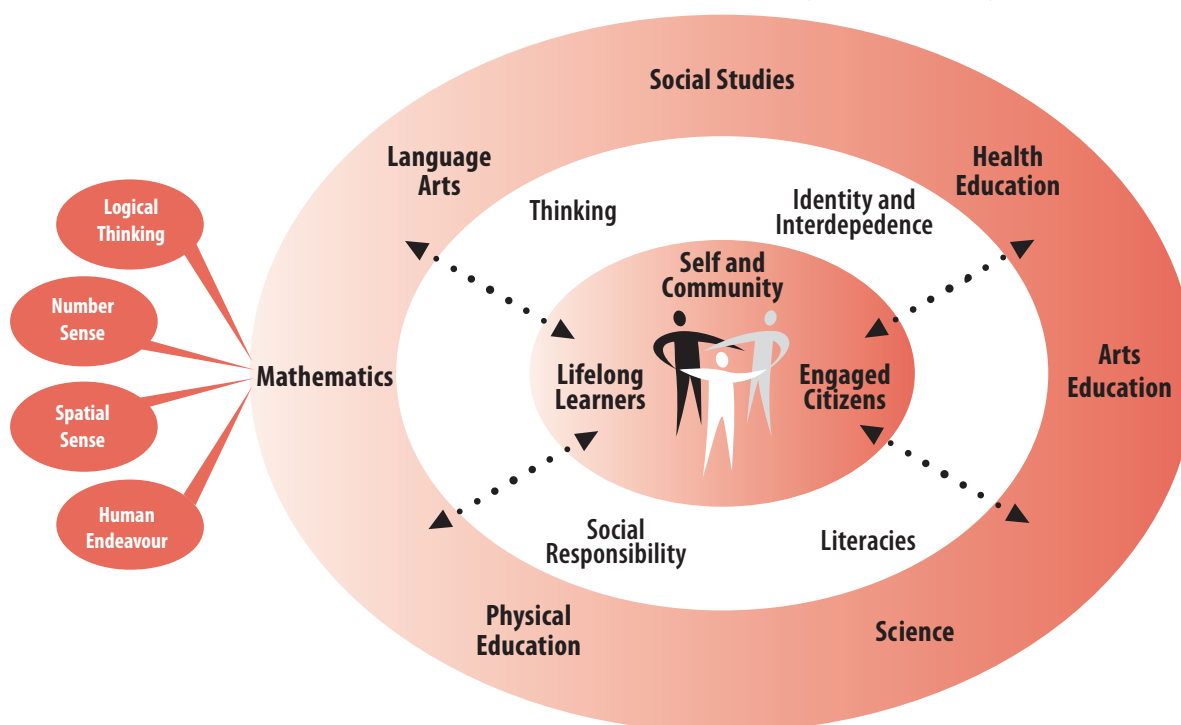 Social Studies
Language
Arts
Health
Education
Logical
Thinking
Thinking
Identity and
Interdepedence
Self and
Community
Number
Sense
Mathematics
Lifelong
Learners
Engaged
Citizens
Arts
Education
Spatial
Sense
Human
Endeavour
Social
Responsibility
Literacies
Physical
Education
Science